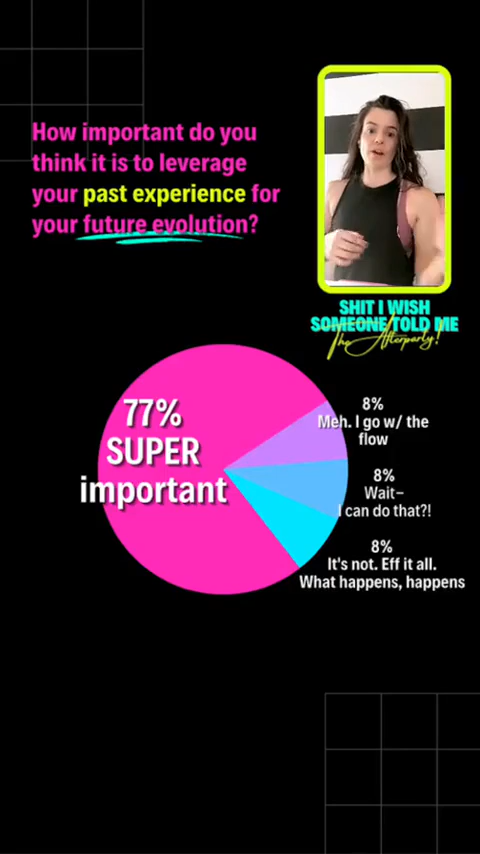 How important do you
think it is to leverage
your past experience for
your future evolution?
SHIT I WISH
SOMEONE TOLD ME
The Afterparty!
77%
SUPER
important
8%
Meh. I go w/ the
flow
8%
Wait–
I can do that?!
8%
It's not. Eff it all.
What happens, happens